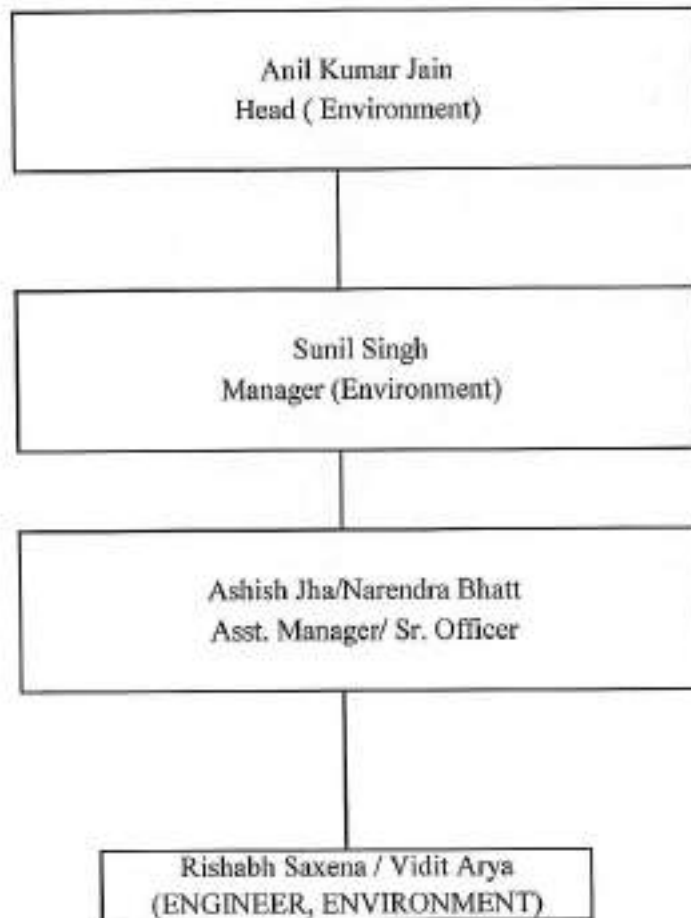 Anil Kumar Jain
Head ( Environment)
Sunil Singh
Manager (Environment)
Ashish Jha/Narendra Bhatt
Asst. Manager/ Sr. Officer
Rishabh Saxena / Vidit Arya
(ENGINEER, ENVIRONMENT)